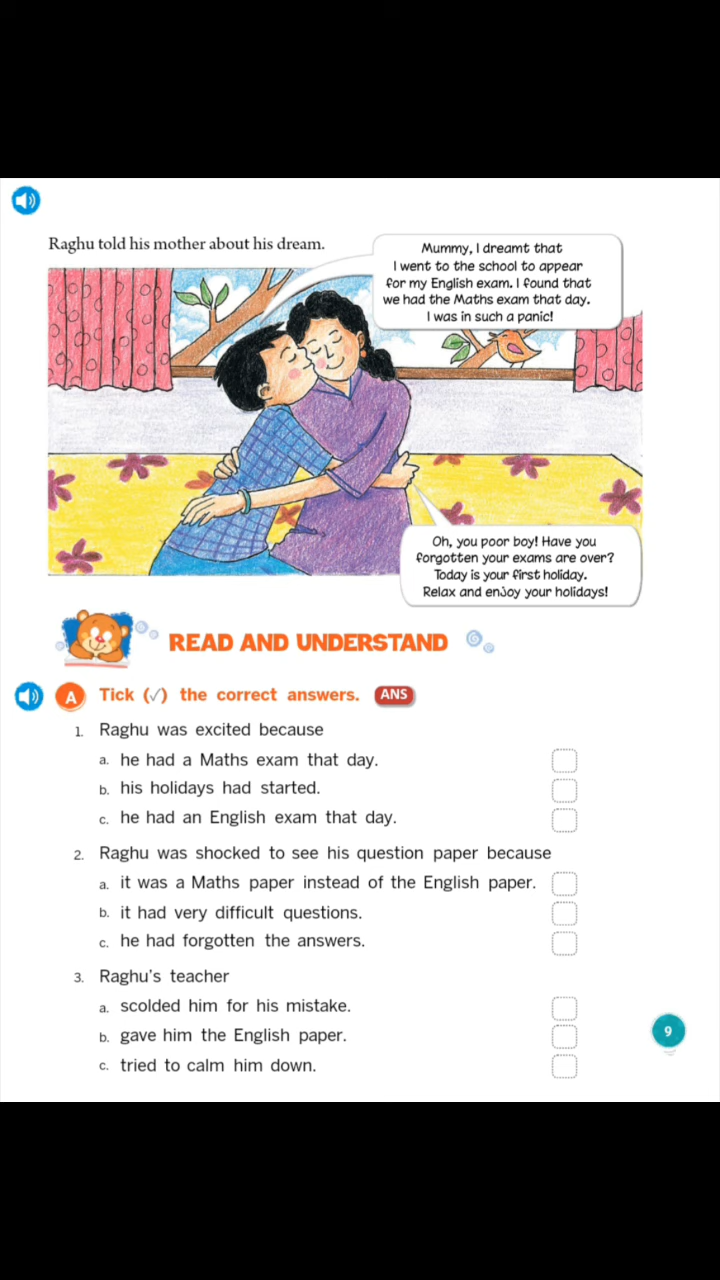 Raghu told his mother about his dream.
Mummy, I dreamt that
I went to the school to appear
for my English exam. I found that
we had the Maths exam that day.
I was in such a panic!
Oh, you poor boy! Have you
forgotten your exams are over?
Today is your first holiday.
Relax and enjoy your holidays!
READ AND UNDERSTAND
A Tick (✓) the correct answers. ANS
1. Raghu was excited because
a. he had a Maths exam that day.
b. his holidays had started.
c. he had an English exam that day.
2. Raghu was shocked to see his question paper because
a. it was a Maths paper instead of the English paper.
b. it had very difficult questions.
c. he had forgotten the answers.
3. Raghu's teacher
a. scolded him for his mistake.
b. gave him the English paper.
c. tried to calm him down.
9